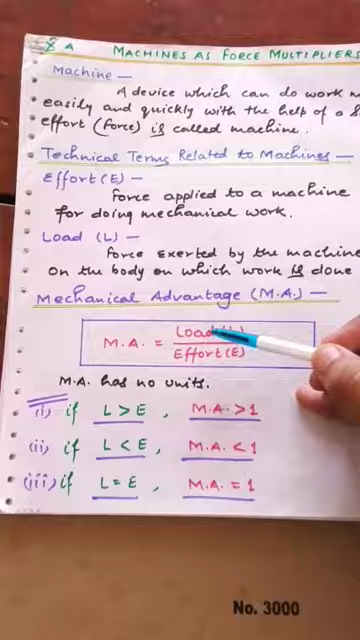 8 A MACHINES AS FORCE MULTIPLIERS
Machine —
A device which can do work
easily and quickly with the help of a
effort (force) is called machine.
Technical Terms Related to Machines —
Effort (E) —
Force applied to a machine
for doing mechanial work.
Load (L) —
Force exerted by the machine
on the body on which work is done
Mechanical Advantage (M.A.) —
M.A. = Load(L)
Effort(E)
M.A. has no units.
(i) if L > E , M.A. > 1
(ii) if L < E , M.A. < 1
(iii) if L = E , M.A. = 1
No. 3000